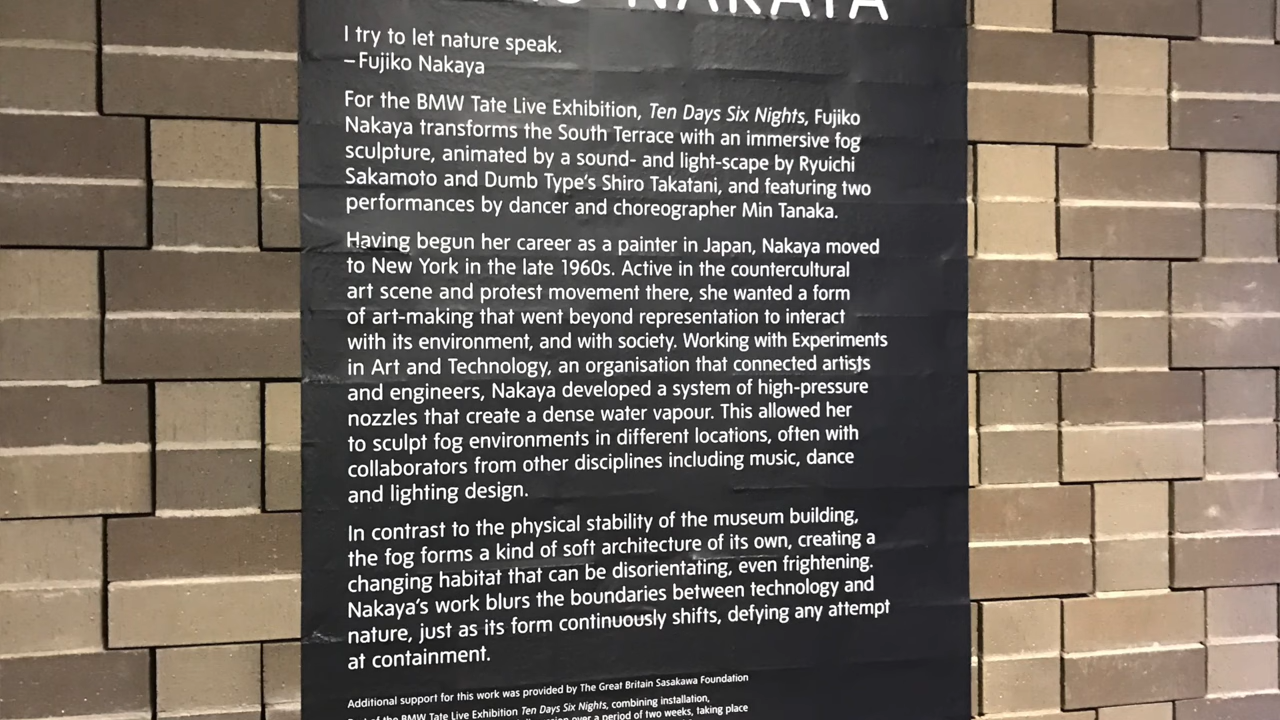 NAKAYA
I try to let nature speak.
– Fujiko Nakaya
For the BMW Tate Live Exhibition, Ten Days Six Nights, Fujiko
Nakaya transforms the South Terrace with an immersive fog
sculpture, animated by a sound- and light-scape by Ryuichi
Sakamoto and Dumb Type's Shiro Takatani, and featuring two
performances by dancer and choreographer Min Tanaka.
Having begun her career as a painter in Japan, Nakaya moved
to New York in the late 1960s. Active in the countercultural
art scene and protest movement there, she wanted a form
of art-making that went beyond representation to interact
with its environment, and with society. Working with Experiments
in Art and Technology, an organisation that connected artists
and engineers, Nakaya developed a system of high-pressure
nozzles that create a dense water vapour. This allowed her
to sculpt fog environments in different locations, often with
collaborators from other disciplines including music, dance
and lighting design.
In contrast to the physical stability of the museum building,
the fog forms a kind of soft architecture of its own, creating a
changing habitat that can be disorientating, even frightening.
Nakaya's work blurs the boundaries between technology and
nature, just as its form continuously shifts, defying any attempt
at containment.
Additional support for this work was provided by The Great Britain Sasakawa Foundation
of the BMW Tate Live Exhibition Ten Days Six Nights, combining installation,
over a period of two weeks, taking place